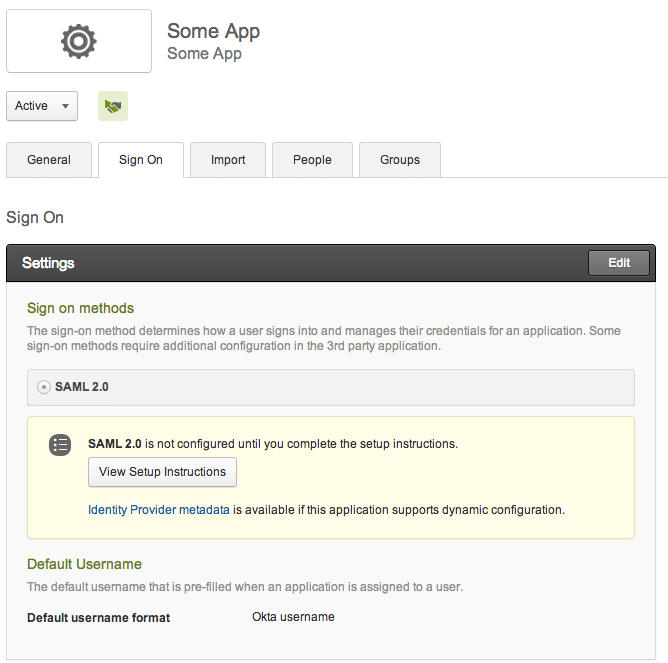 Some App
Some App
Active
General
Sign On
Import
People
Groups
Sign On
Settings
Edit
Sign on methods
The sign-on method determines how a user signs into and manages their credentials for an application. Some
sign-on methods require additional configuration in the 3rd party application.
SAML 2.0
SAML 2.0 is not configured until you complete the setup instructions.
View Setup Instructions
Identity Provider metadata is available if this application supports dynamic configuration.
Default Username
The default username that is pre-filled when an application is assigned to a user.
Default username format Okta username